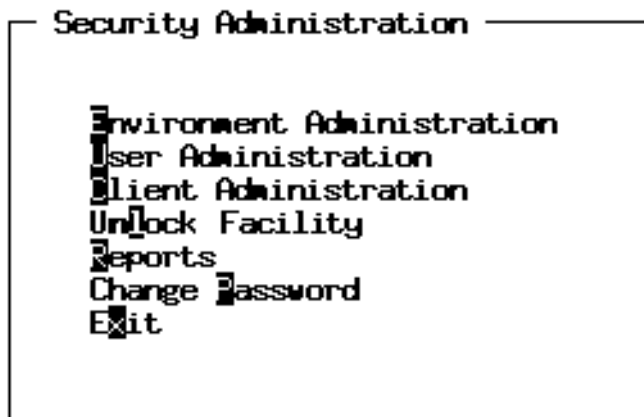 Security Administration
Environment Administration
User Administration
Client Administration
Unlock Facility
Reports
Change Password
Exit